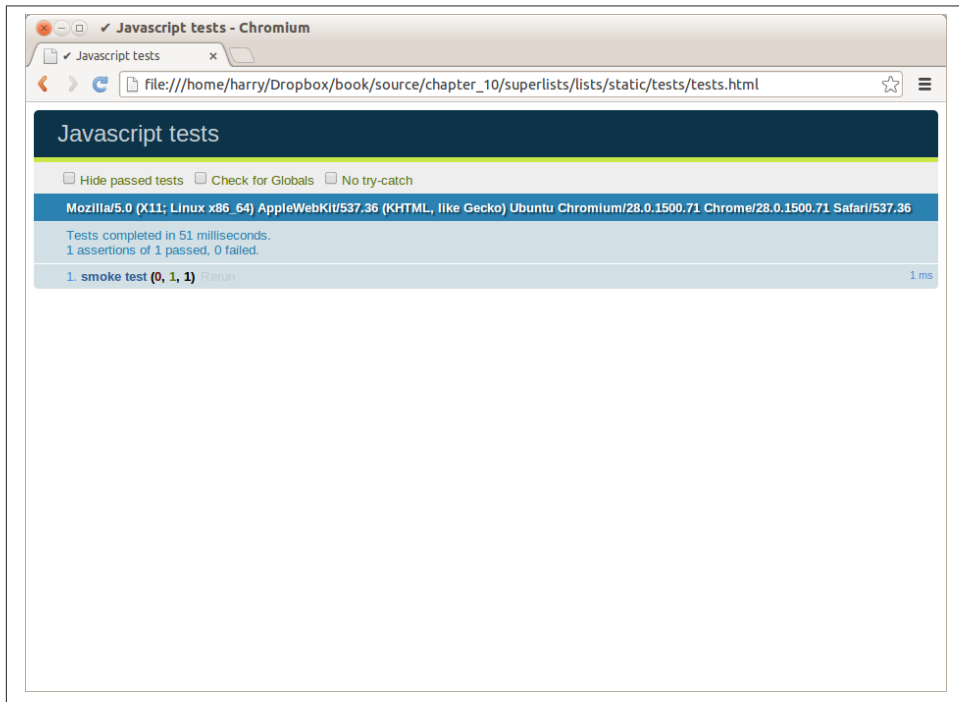 ✔ Javascript tests - Chromium
✔ Javascript tests
file:///home/harry/Dropbox/book/source/chapter_10/superlists/lists/static/tests/tests.html
Javascript tests
Hide passed tests Check for Globals No try-catch
Mozilla/5.0 (X11; Linux x86_64) AppleWebKit/537.36 (KHTML, like Gecko) Ubuntu Chromium/28.0.1500.71 Chrome/28.0.1500.71 Safari/537.36
Tests completed in 51 milliseconds.
1 assertions of 1 passed, 0 failed.
1. smoke test (0, 1, 1) Rerun 1 ms